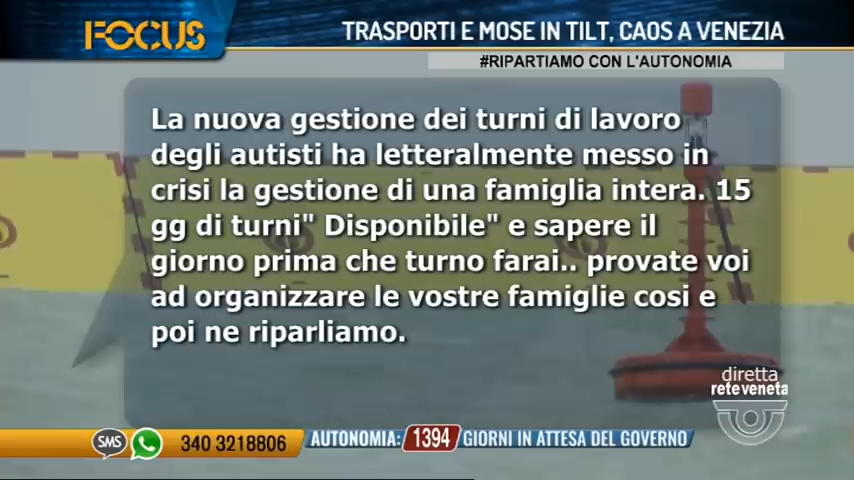 FOCUS
TRASPORTI E MOSE IN TILT, CAOS A VENEZIA
#RIPARTIAMO CON L'AUTONOMIA
La nuova gestione dei turni di lavoro
degli autisti ha letteralmente messo in
crisi la gestione di una famiglia intera. 15
gg di turni" Disponibile" e sapere il
giorno prima che turno farai.. provate voi
ad organizzare le vostre famiglie cosi e
poi ne riparliamo.
diretta
reteveneta
SMS 340 3218806 AUTONOMIA: 1394 GIORNI IN ATTESA DEL GOVERNO